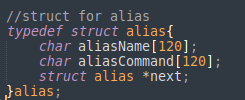 //struct for alias
typedef struct alias{
    char aliasName[120];
    char aliasCommand[120];
    struct alias *next;
}alias;